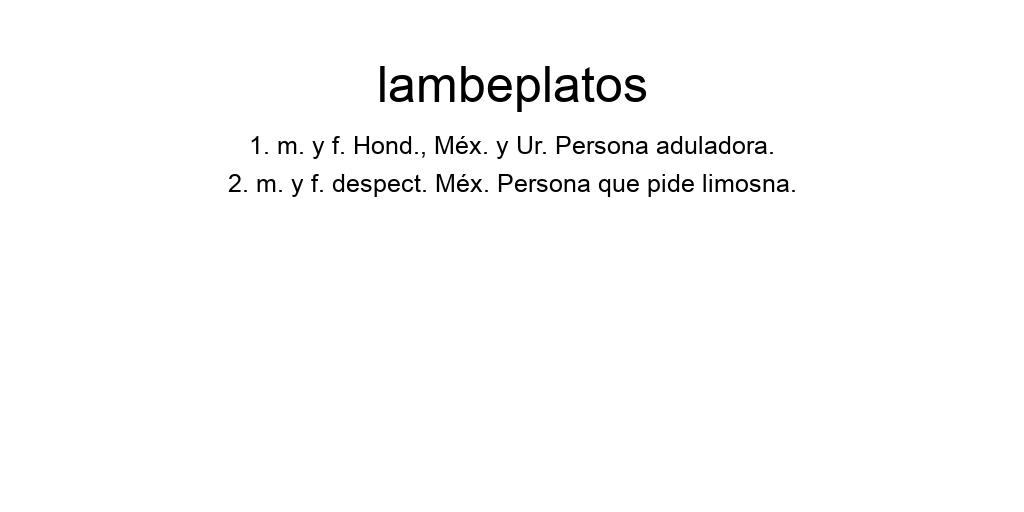 lambeplatos
1. m. y f. Hond., Méx. y Ur. Persona aduladora.
2. m. y f. despect. Méx. Persona que pide limosna.